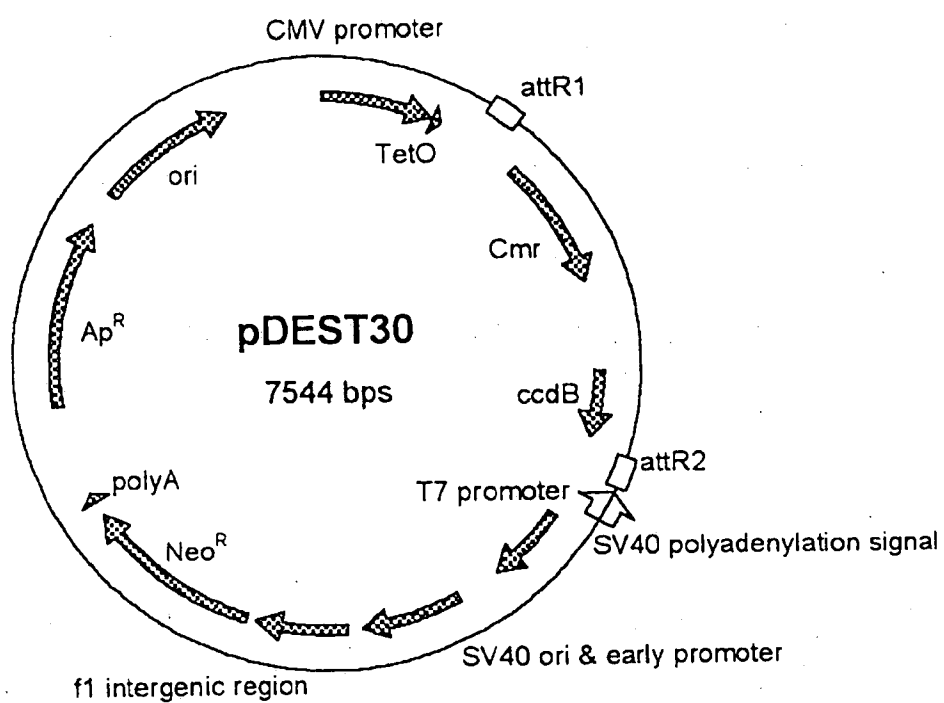 CMV promoter
attR1
TetO
ori
Cmr
Ap^R
pDEST30
7544 bps
ccdB
attR2
polyA
T7 promoter
SV40 polyadenylation signal
Neo^R
SV40 ori & early promoter
f1 intergenic region